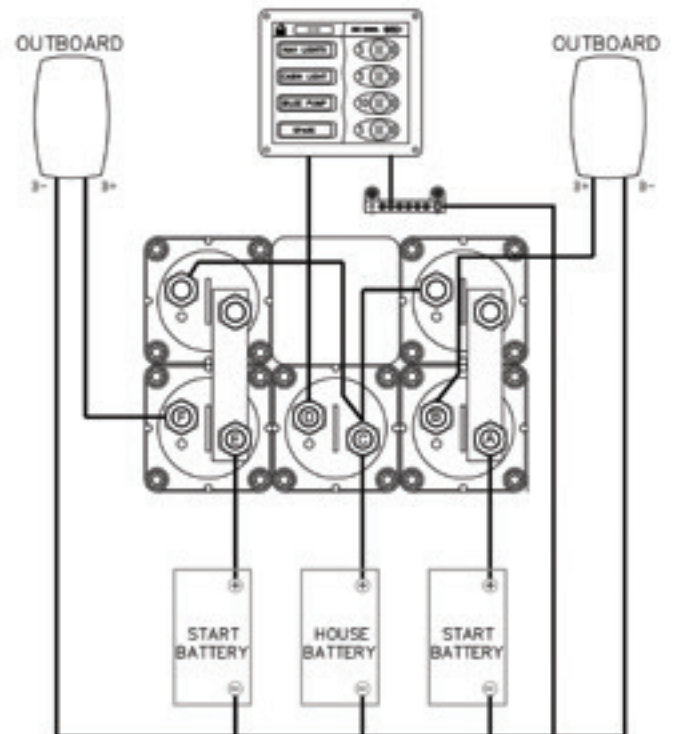 OUTBOARD
OUTBOARD
NAV LIGHTS
CABIN LIGHT
BILGE PUMP
SPARE
B-
B+
B+
B-
F
E
D
C
B
A
+
+
+
START
BATTERY
HOUSE
BATTERY
START
BATTERY
-
-
-